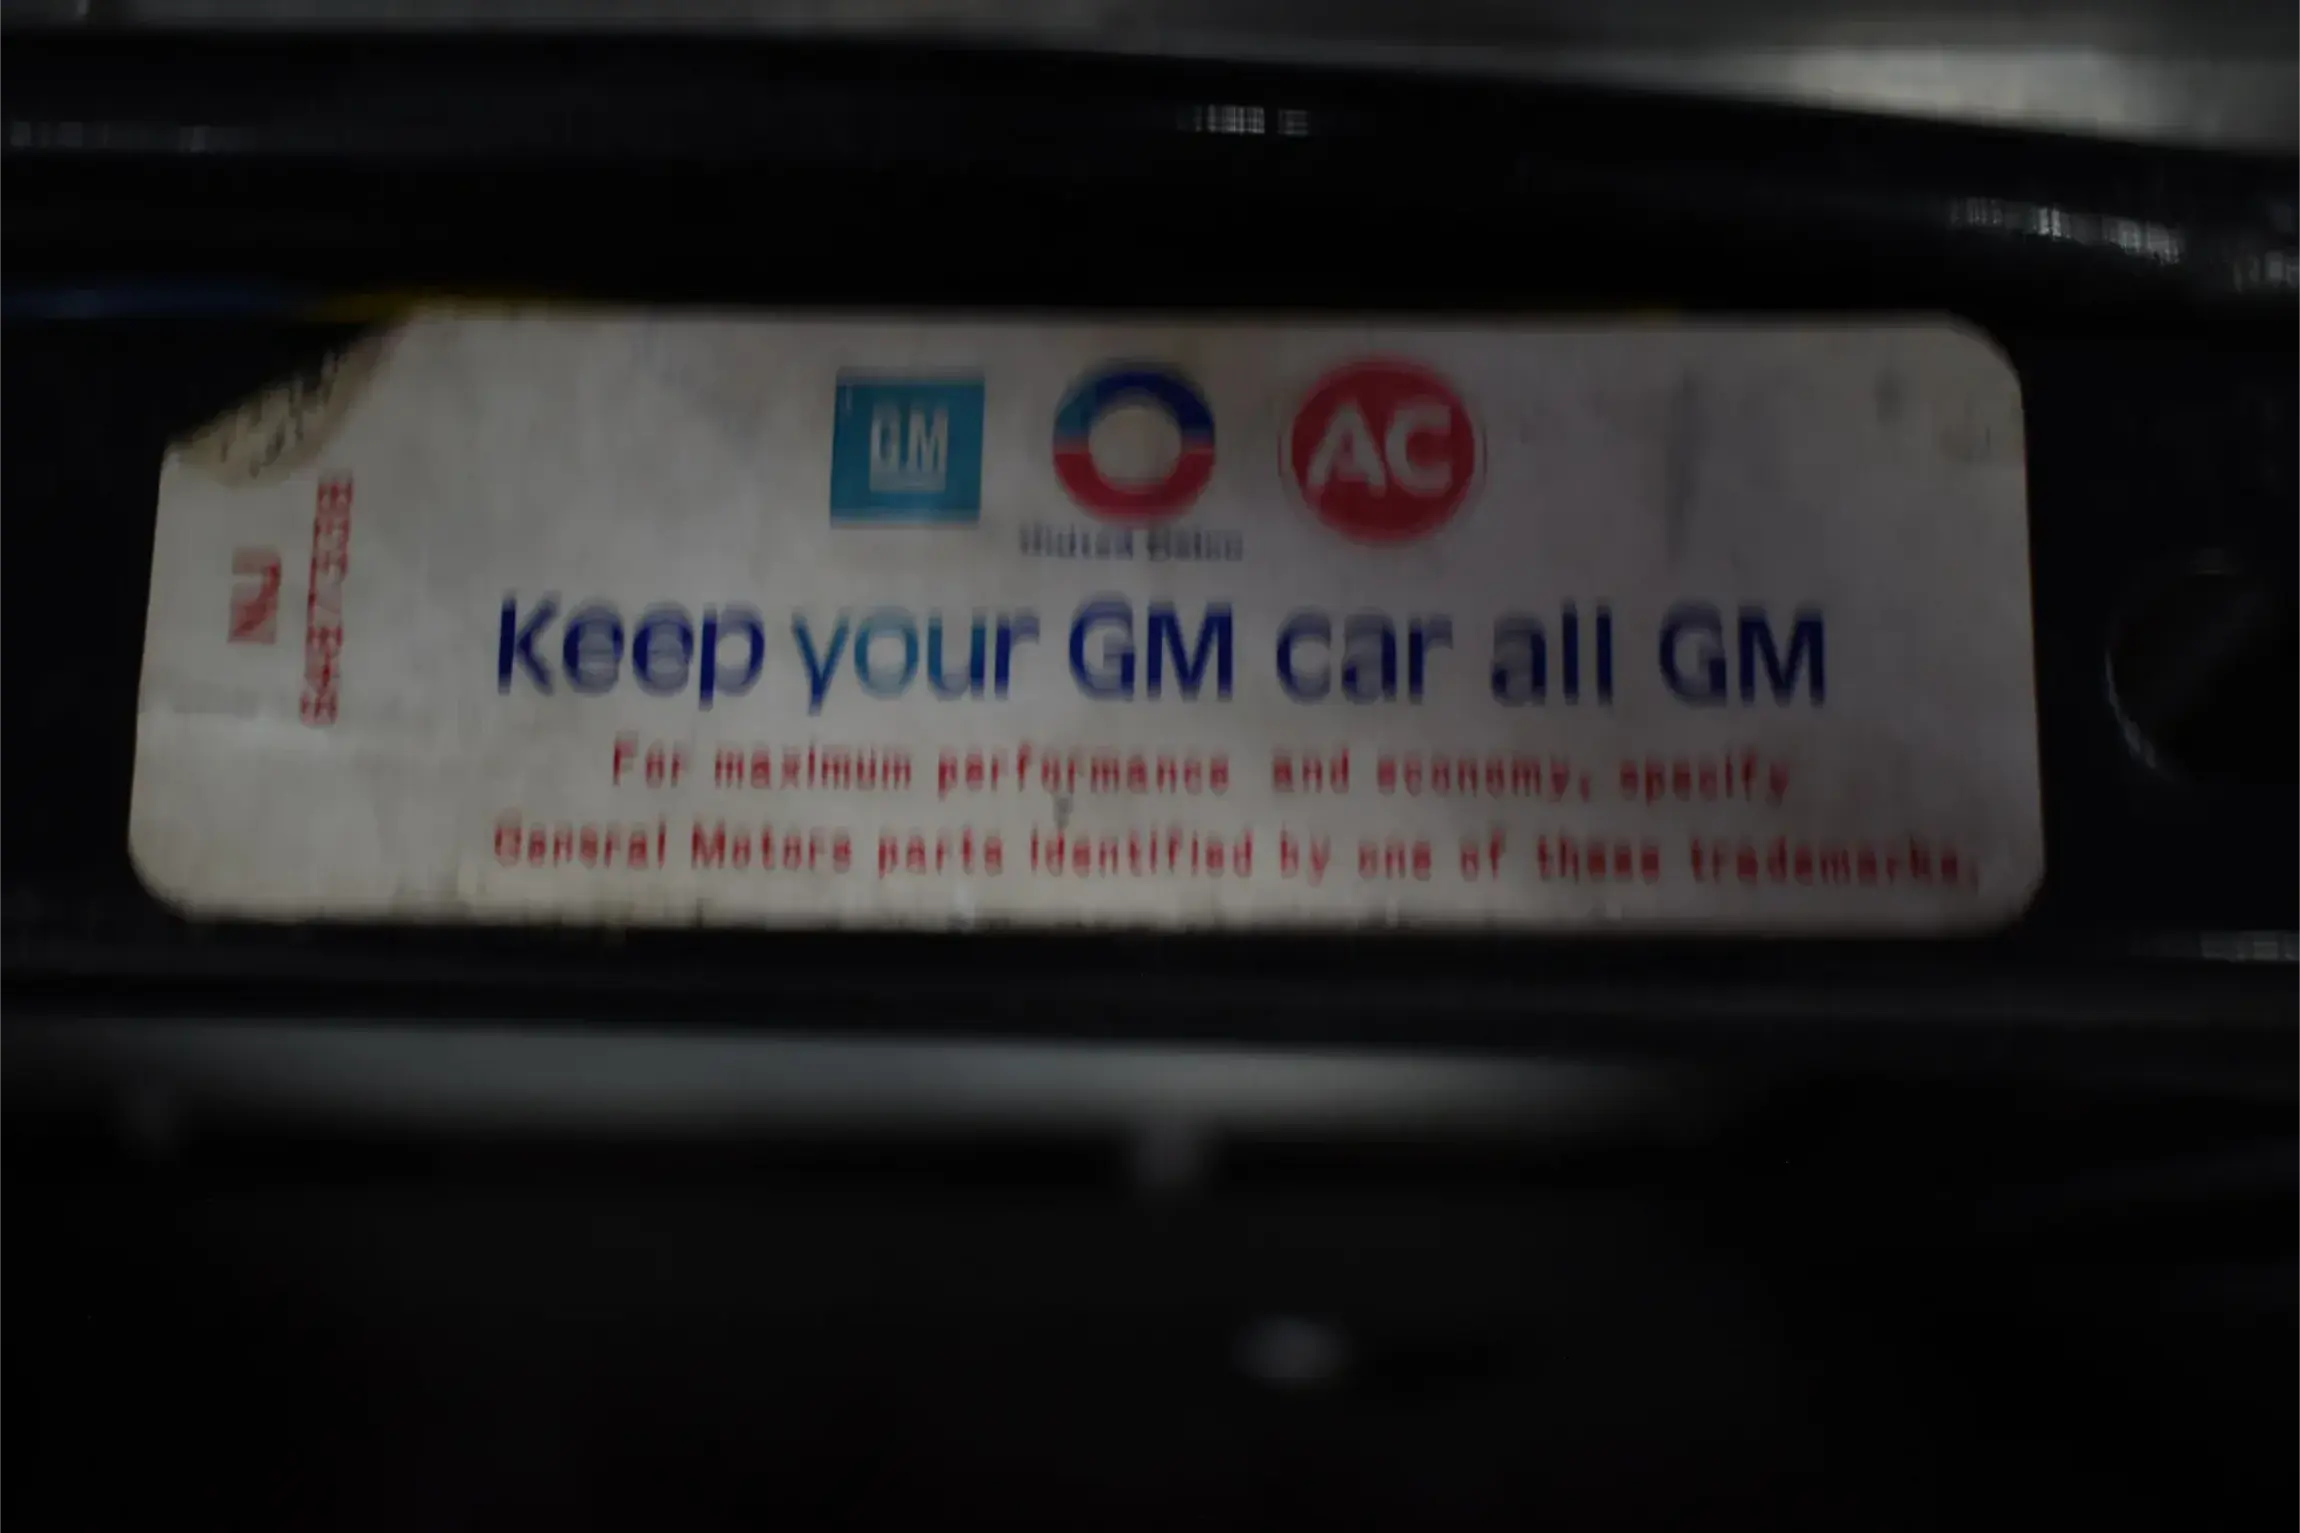 GM
AC
NJ
Keep your GM car all GM
For maximum performance and economy, specify
General Motors parts identified by one of these trademarks.